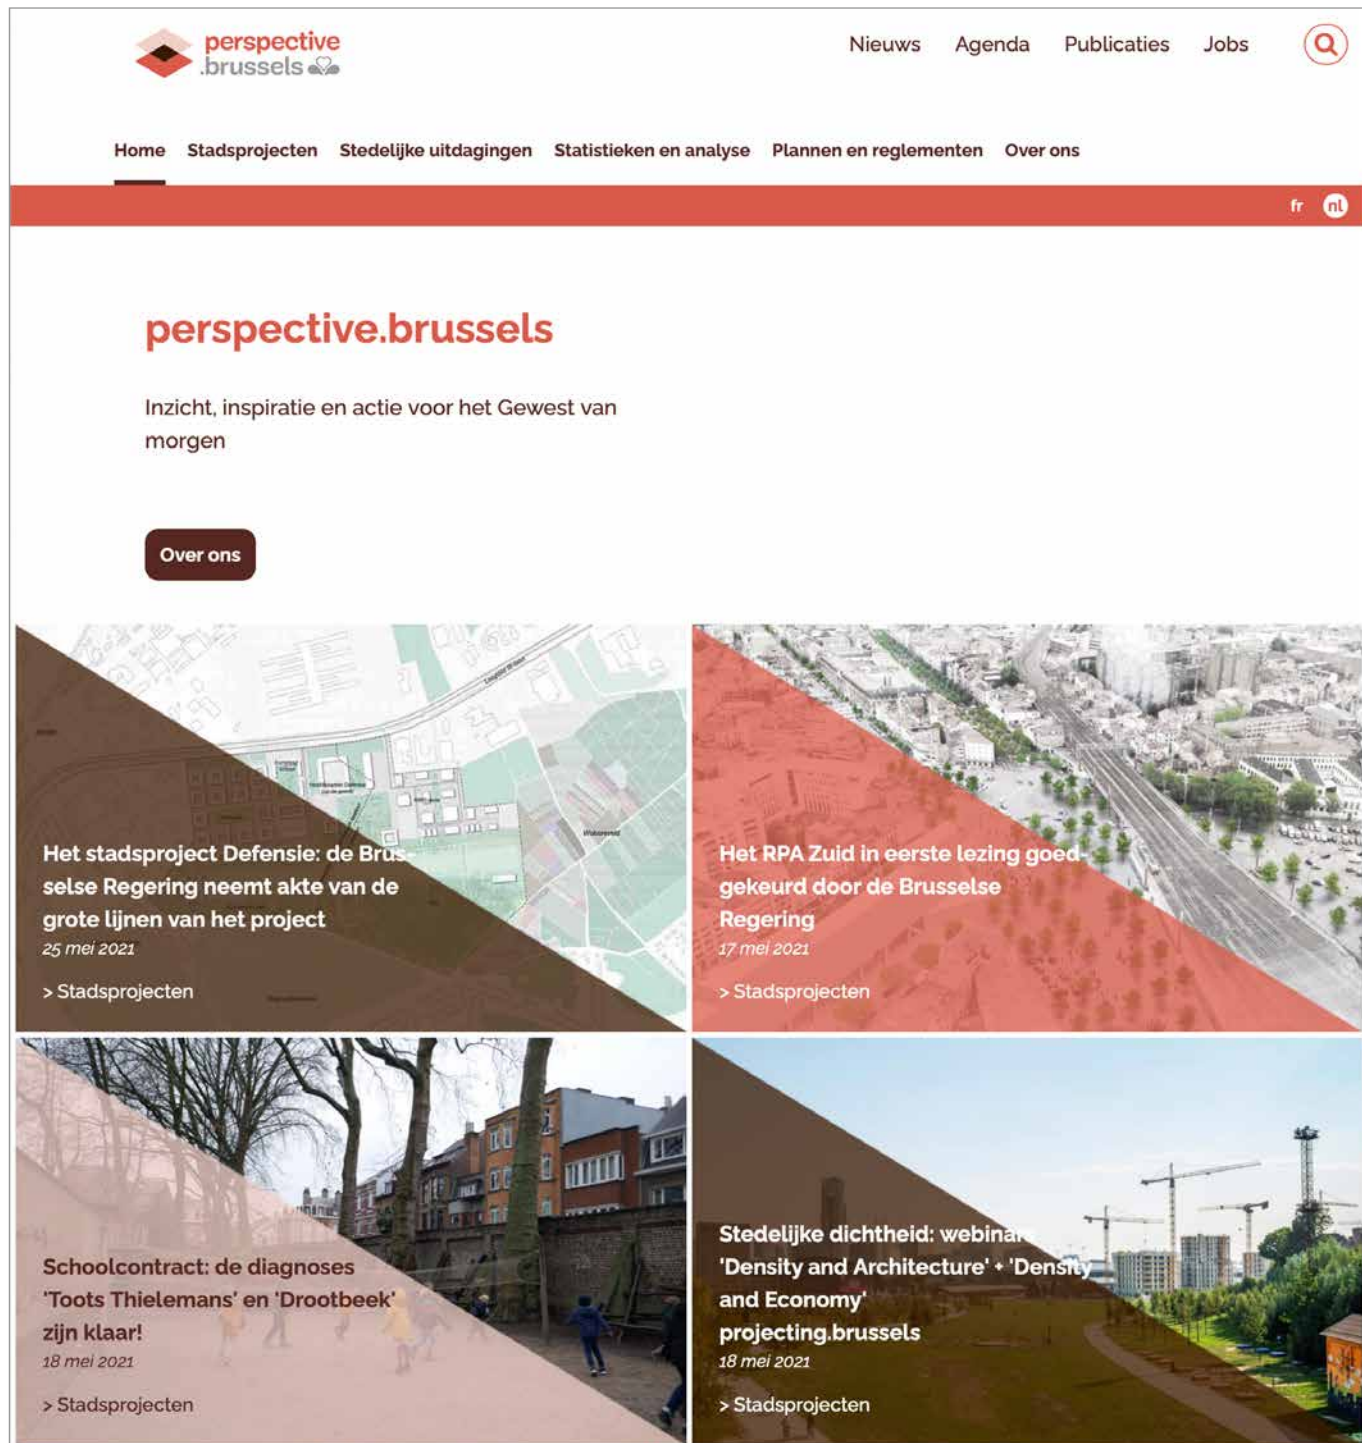 perspective
.brussels
Nieuws Agenda Publicaties Jobs
Home Stadsprojecten Stedelijke uitdagingen Statistieken en analyse Plannen en reglementen Over ons
fr nl
perspective.brussels
Inzicht, inspiratie en actie voor het Gewest van
morgen
Over ons
Het stadsproject Defensie: de Brus-
selse Regering neemt akte van de
grote lijnen van het project
25 mei 2021
> Stadsprojecten
Het RPA Zuid in eerste lezing goed-
gekeurd door de Brusselse
Regering
17 mei 2021
> Stadsprojecten
Schoolcontract: de diagnoses
'Toots Thielemans' en 'Drootbeek'
zijn klaar!
18 mei 2021
> Stadsprojecten
Stedelijke dichtheid: webinar
'Density and Architecture' + 'Density
and Economy'
projecting.brussels
18 mei 2021
> Stadsprojecten